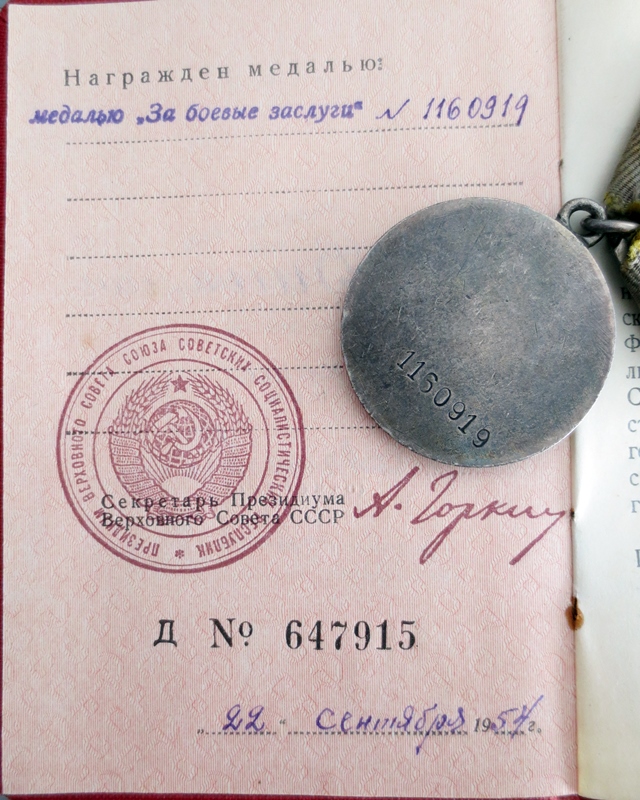 Награжден медалью:
медалью „За боевые заслуги“ N 1160919
1160919
ПРЕЗИДИУМ ВЕРХОВНОГО СОВЕТА СОЮЗА СОВЕТСКИХ СОЦИАЛИСТИЧЕСКИХ РЕСПУБЛИК *
Секретарь Президиума
Верховного Совета СССР А. Горкин
Д № 647915
„22“ сентября 1954 г.